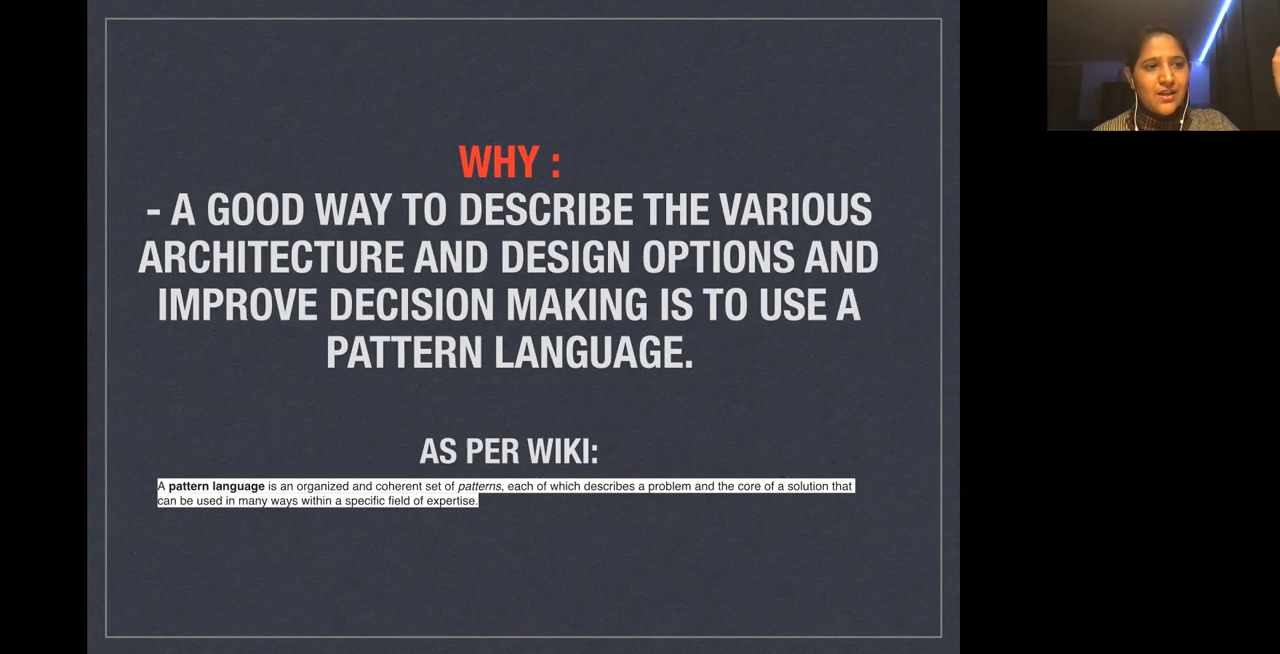 WHY :
- A GOOD WAY TO DESCRIBE THE VARIOUS
ARCHITECTURE AND DESIGN OPTIONS AND
IMPROVE DECISION MAKING IS TO USE A
PATTERN LANGUAGE.
AS PER WIKI:
A pattern language is an organized and coherent set of patterns, each of which describes a problem and the core of a solution that
can be used in many ways within a specific field of expertise.